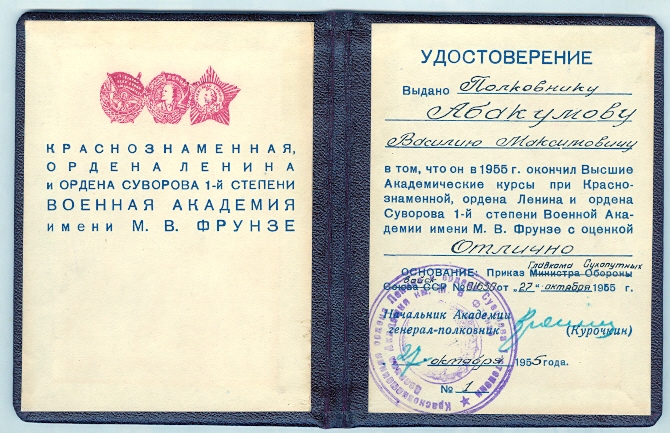 КРАСНОЗНАМЕННАЯ,
ОРДЕНА ЛЕНИНА
и ОРДЕНА СУВОРОВА 1-й СТЕПЕНИ
ВОЕННАЯ АКАДЕМИЯ
имени М. В. ФРУНЗЕ
УДОСТОВЕРЕНИЕ
Выдано Полковнику
Абакумову
Василию Максимовичу
в том, что он в 1955 г. окончил Высшие
Академические курсы при Красно-
знаменной, ордена Ленина и ордена
Суворова 1-й степени Военной Ака-
демии имени М. В. Фрунзе с оценкой
Отлично
Главкома Сухопутных
ОСНОВАНИЕ: Приказ Министра Обороны
Войск
Союза ССР № от „27" октября 1955 г.
Начальник Академии
генерал-полковник (Курочкин)
27 октября 1955 года.
№ 1